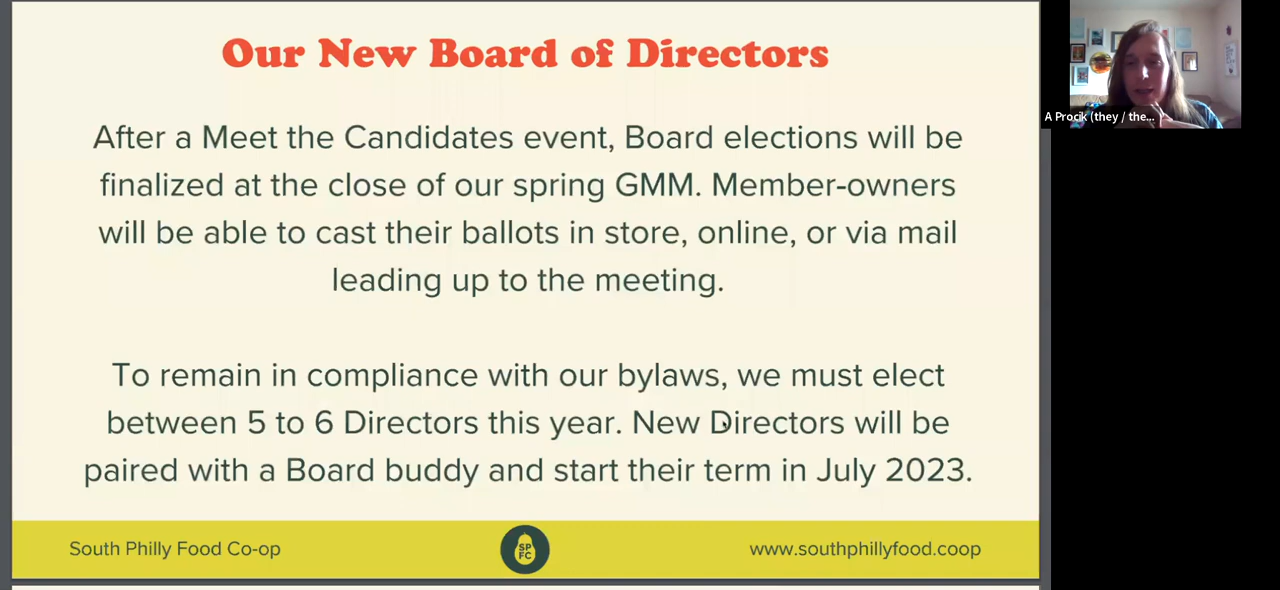 Our New Board of Directors
After a Meet the Candidates event, Board elections will be
finalized at the close of our spring GMM. Member-owners
will be able to cast their ballots in store, online, or via mail
leading up to the meeting.
To remain in compliance with our bylaws, we must elect
between 5 to 6 Directors this year. New Directors will be
paired with a Board buddy and start their term in July 2023.
South Philly Food Co-op
SP
FC
www.southphillyfood.coop
A Procik (they / the...